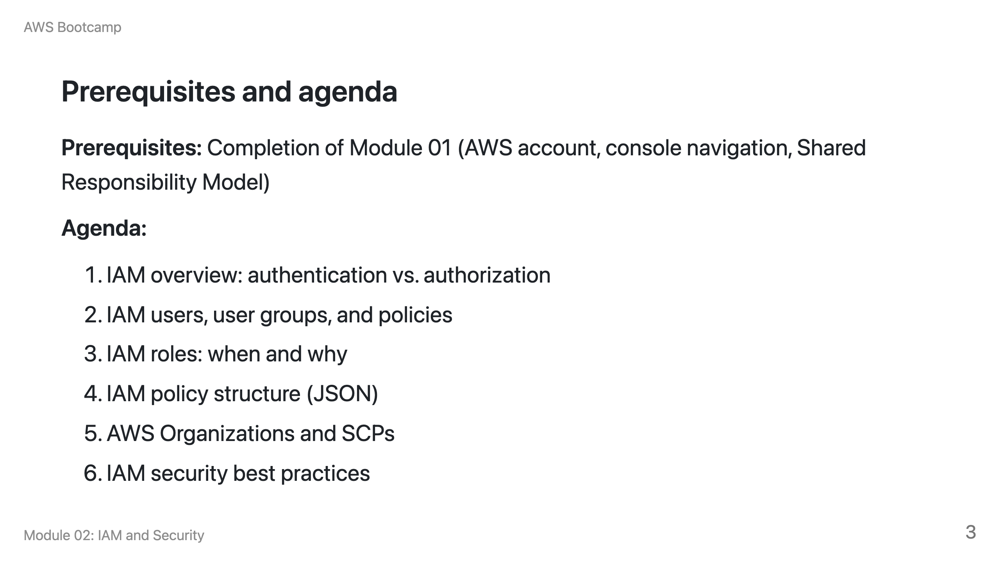 AWS Bootcamp
Prerequisites and agenda
Prerequisites: Completion of Module 01 (AWS account, console navigation, Shared
Responsibility Model)
Agenda:
1. IAM overview: authentication vs. authorization
2. IAM users, user groups, and policies
3. IAM roles: when and why
4. IAM policy structure (JSON)
5. AWS Organizations and SCPs
6. IAM security best practices
Module 02: IAM and Security
3